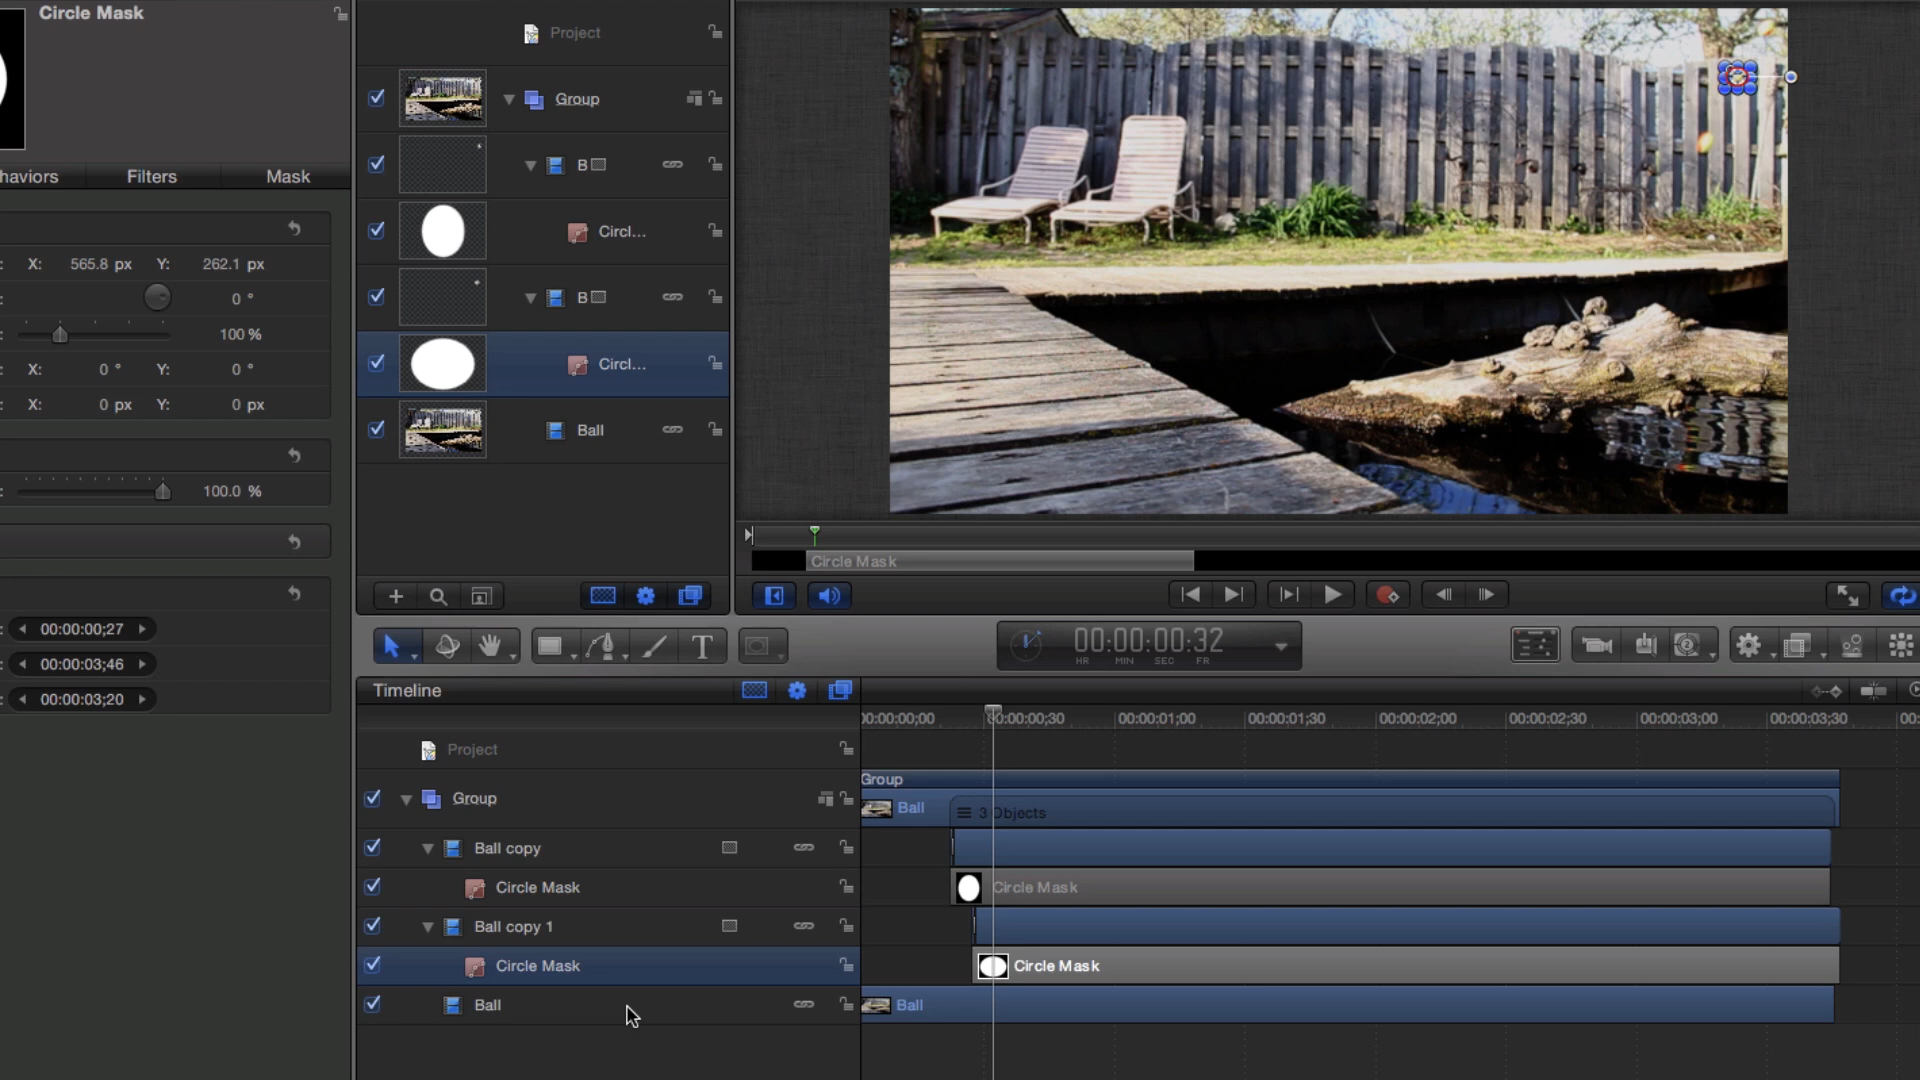 Circle Mask
Project
Group
B
Circl...
B
Circl...
Ball
haviors
Filters
Mask
X: 565.8 px Y: 262.1 px
0 °
100 %
X: 0 ° Y: 0 °
X: 0 px Y: 0 px
100.0 %
00:00:00;27
00:00:03;46
00:00:03;20
Circle Mask
T
00:00:00:32
HR MIN SEC FR
Timeline
00:00:00;00 00:00:00;30 00:00:01;00 00:00:01;30 00:00:02;00 00:00:02;30 00:00:03;00 00:00:03;30 00:
Project
Group
Group
Ball
3 Objects
Ball copy
Circle Mask
Circle Mask
Ball copy 1
Circle Mask
Circle Mask
Ball
Ball